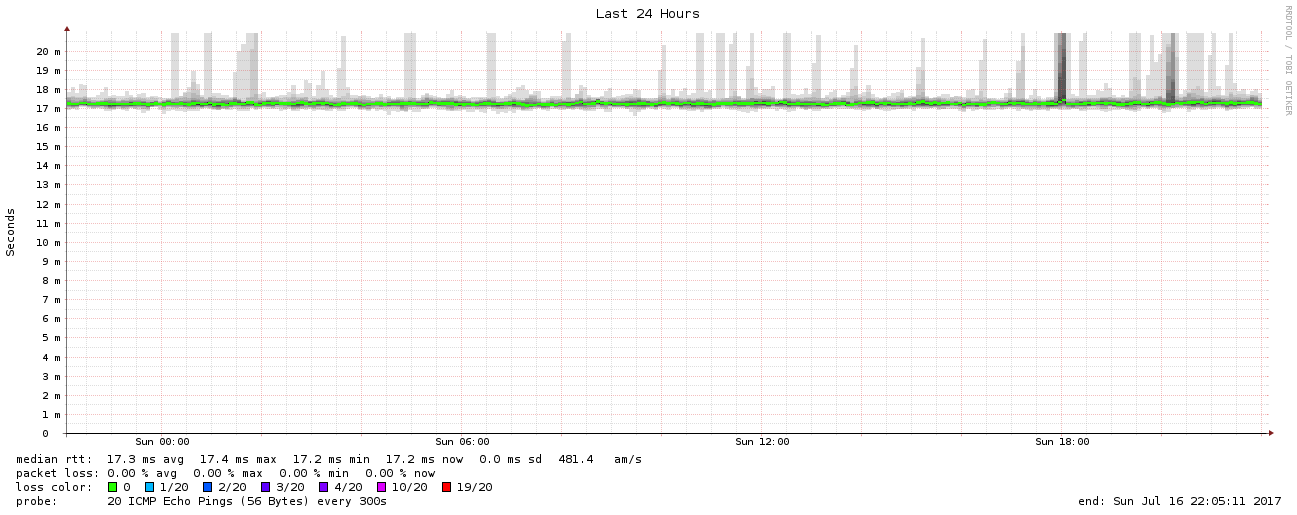 Last 24 Hours
RRDTOOL / TOBI OETIKER
Seconds
20 m
19 m
18 m
17 m
16 m
15 m
14 m
13 m
12 m
11 m
10 m
9 m
8 m
7 m
6 m
5 m
4 m
3 m
2 m
1 m
0
Sun 00:00 Sun 06:00 Sun 12:00 Sun 18:00
median rtt: 17.3 ms avg 17.4 ms max 17.2 ms min 17.2 ms now 0.0 ms sd 481.4 am/s
packet loss: 0.00 % avg 0.00 % max 0.00 % min 0.00 % now
loss color: 0 1/20 2/20 3/20 4/20 10/20 19/20
probe: 20 ICMP Echo Pings (56 Bytes) every 300s end: Sun Jul 16 22:05:11 2017